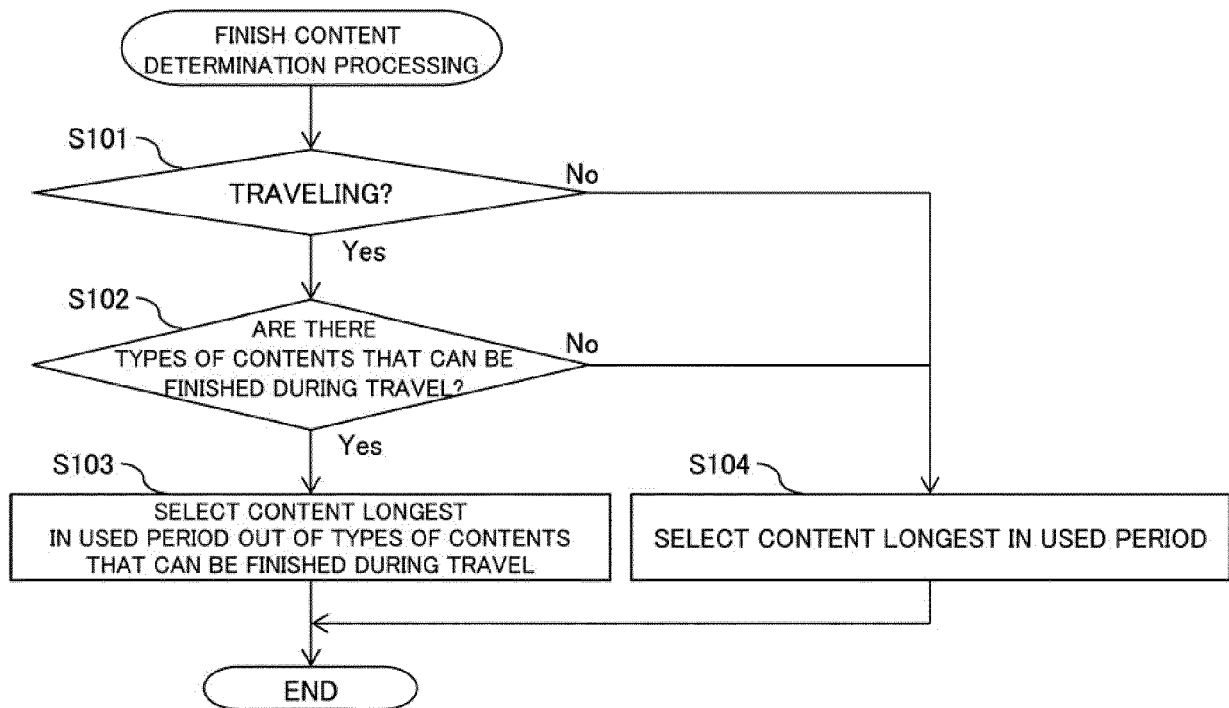 FINISH CONTENT
DETERMINATION PROCESSING
S101
TRAVELING?
No
Yes
S102
ARE THERE
TYPES OF CONTENTS THAT CAN BE
FINISHED DURING TRAVEL?
No
Yes
S103
SELECT CONTENT LONGEST
IN USED PERIOD OUT OF TYPES OF CONTENTS
THAT CAN BE FINISHED DURING TRAVEL
S104
SELECT CONTENT LONGEST IN USED PERIOD
END